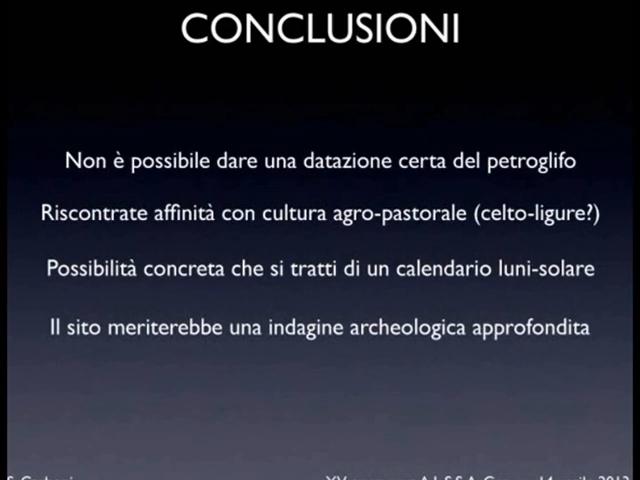 CONCLUSIONI
Non è possibile dare una datazione certa del petroglifo
Riscontrate affinità con cultura agro-pastorale (celto-ligure?)
Possibilità concreta che si tratti di un calendario luni-solare
Il sito meriterebbe una indagine archeologica approfondita